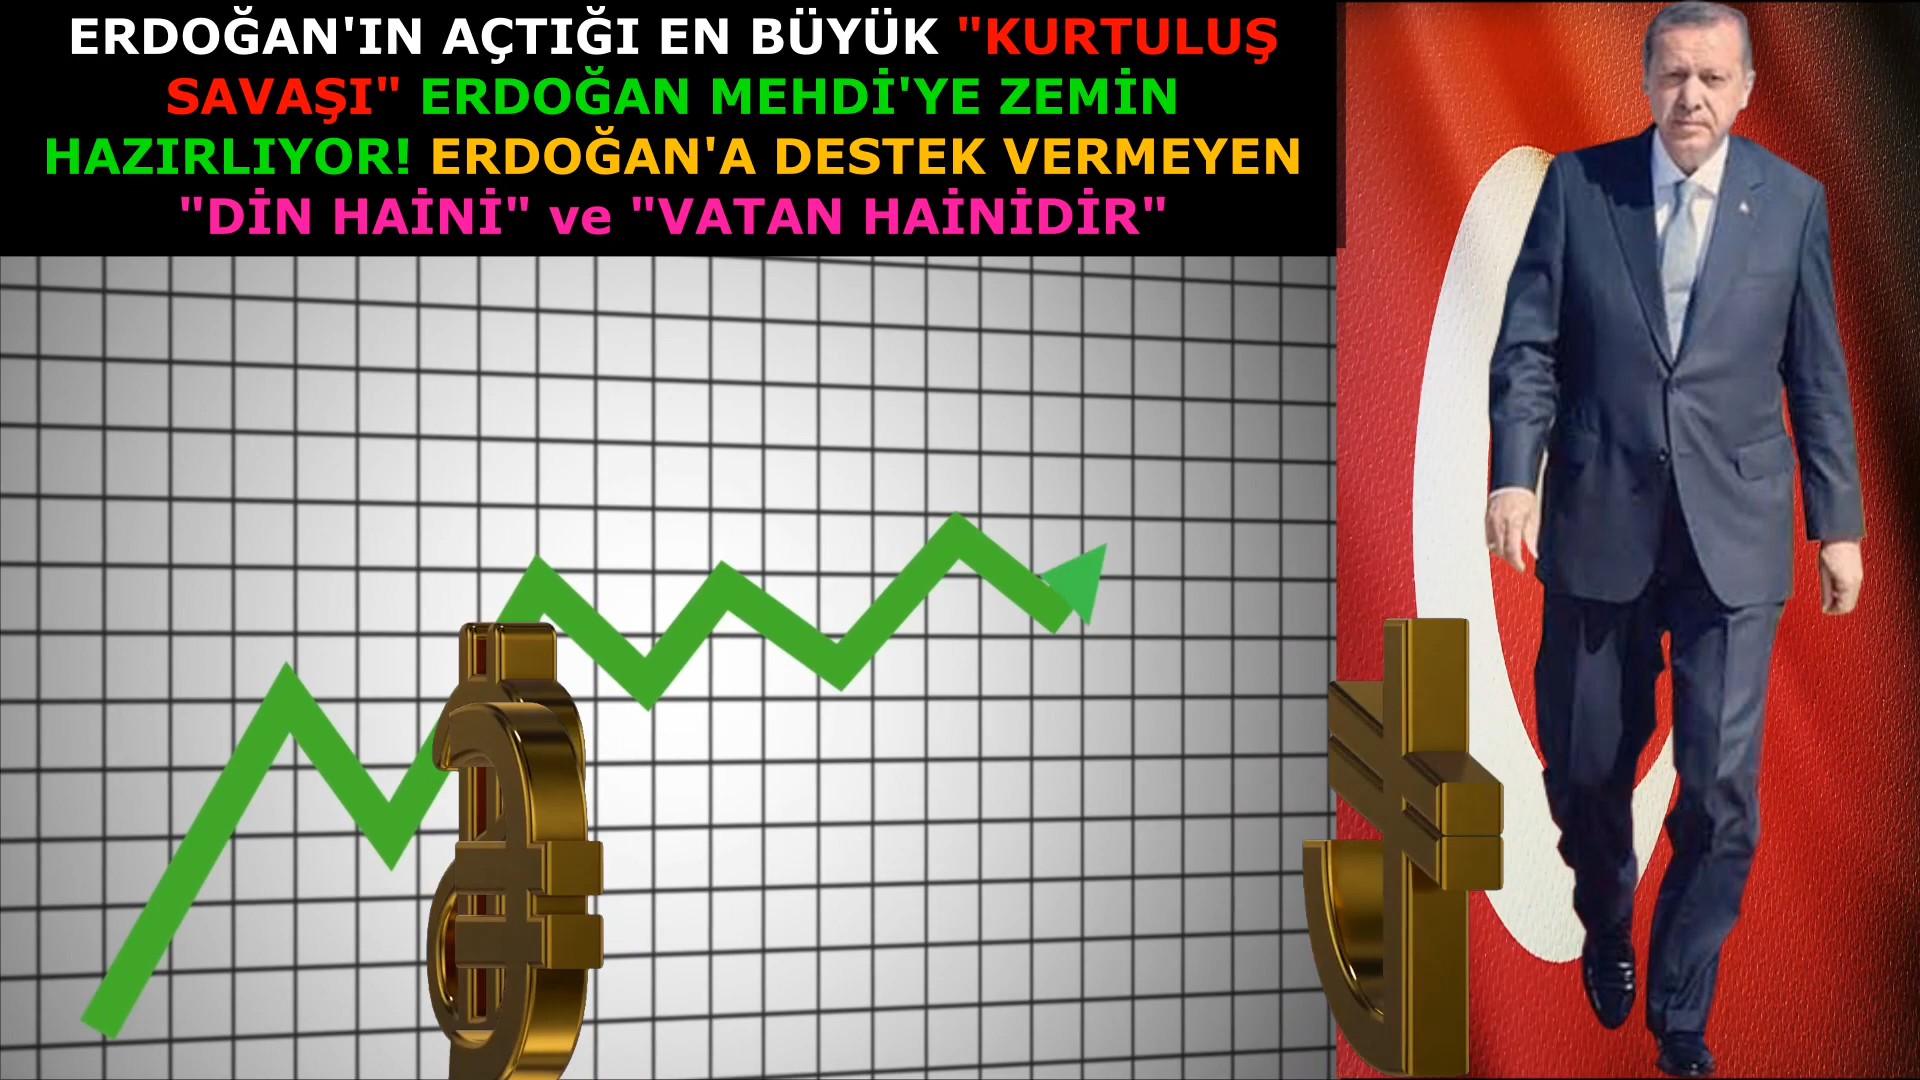 ERDOĞAN'IN AÇTIĞI EN BÜYÜK "KURTULUŞ
SAVAŞI" ERDOĞAN MEHDİ'YE ZEMİN
HAZIRLIYOR! ERDOĞAN'A DESTEK VERMEYEN
"DİN HAİNİ" ve "VATAN HAİNİDİR"